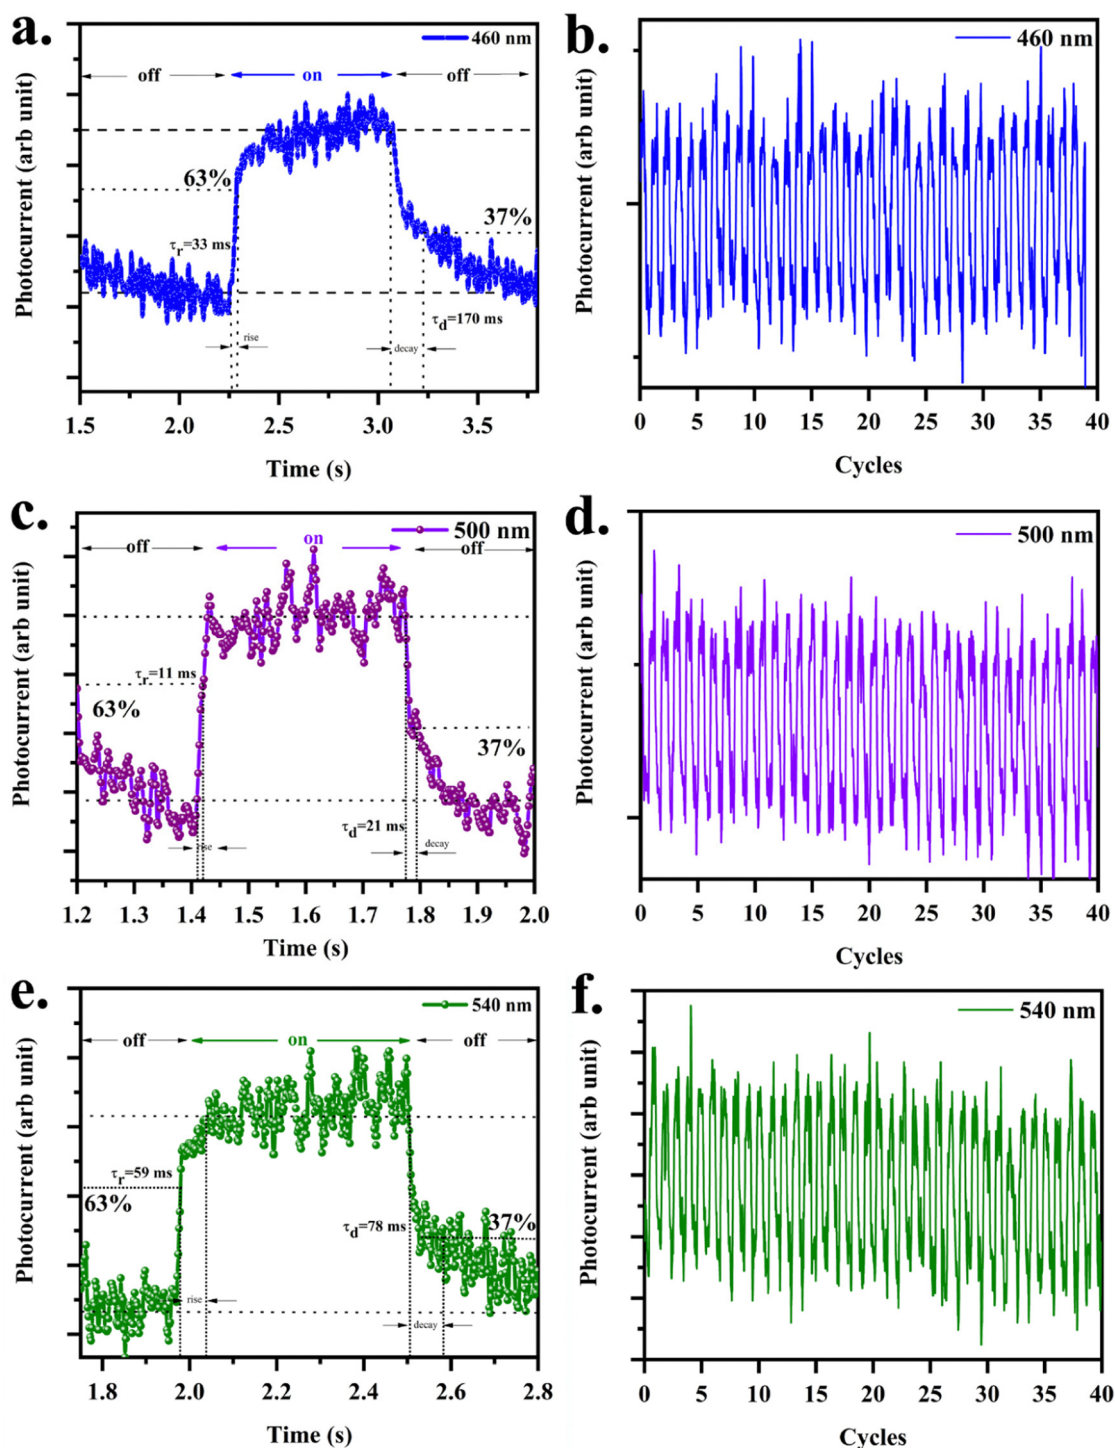 a.
460 nm
off
on
off
Photocurrent (arb unit)
63%
37%
τr=33 ms
τd=170 ms
rise
decay
1.5 2.0 2.5 3.0 3.5
Time (s)
b.
460 nm
Photocurrent (arb unit)
0 5 10 15 20 25 30 35 40
Cycles
c.
500 nm
off
on
off
Photocurrent (arb unit)
τr=11 ms
63%
37%
τd=21 ms
rise
decay
1.2 1.3 1.4 1.5 1.6 1.7 1.8 1.9 2.0
Time (s)
d.
500 nm
Photocurrent (arb unit)
0 5 10 15 20 25 30 35 40
Cycles
e.
540 nm
off
on
off
Photocurrent (arb unit)
τr=59 ms
63%
37%
τd=78 ms
rise
decay
1.8 2.0 2.2 2.4 2.6 2.8
Time (s)
f.
540 nm
Photocurrent (arb unit)
0 5 10 15 20 25 30 35 40
Cycles